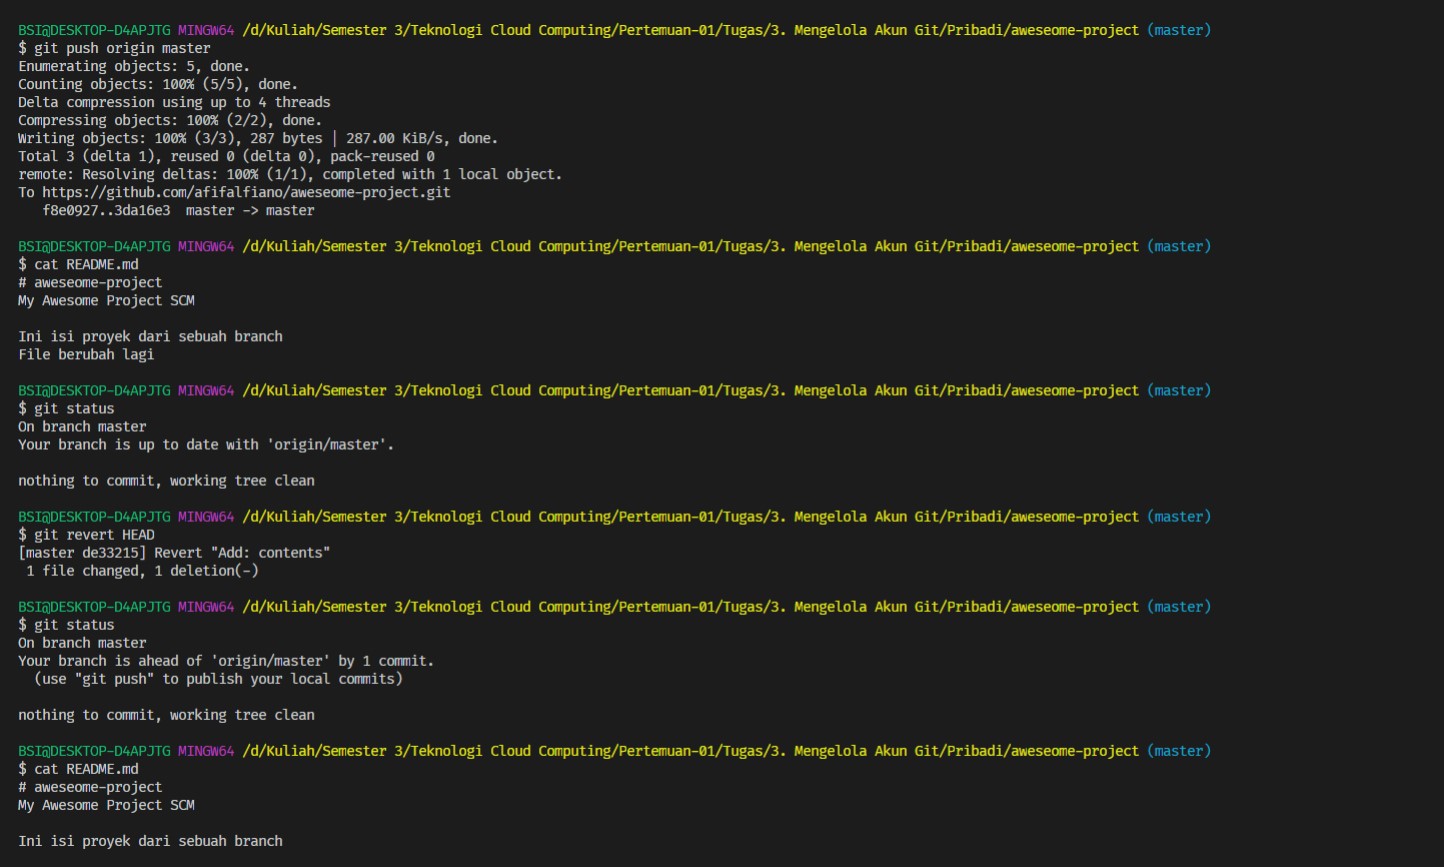 BSI@DESKTOP-D4APJTG MINGW64 /d/Kuliah/Semester 3/Teknologi Cloud Computing/Pertemuan-01/Tugas/3. Mengelola Akun Git/Pribadi/aweseome-project (master)
$ git push origin master
Enumerating objects: 5, done.
Counting objects: 100% (5/5), done.
Delta compression using up to 4 threads
Compressing objects: 100% (2/2), done.
Writing objects: 100% (3/3), 287 bytes | 287.00 KiB/s, done.
Total 3 (delta 1), reused 0 (delta 0), pack-reused 0
remote: Resolving deltas: 100% (1/1), completed with 1 local object.
To https://github.com/afifalfiano/aweseome-project.git
   f8e0927..3da16e3  master -> master
BSI@DESKTOP-D4APJTG MINGW64 /d/Kuliah/Semester 3/Teknologi Cloud Computing/Pertemuan-01/Tugas/3. Mengelola Akun Git/Pribadi/aweseome-project (master)
$ cat README.md
# aweseome-project
My Awesome Project SCM
Ini isi proyek dari sebuah branch
File berubah lagi
BSI@DESKTOP-D4APJTG MINGW64 /d/Kuliah/Semester 3/Teknologi Cloud Computing/Pertemuan-01/Tugas/3. Mengelola Akun Git/Pribadi/aweseome-project (master)
$ git status
On branch master
Your branch is up to date with 'origin/master'.
nothing to commit, working tree clean
BSI@DESKTOP-D4APJTG MINGW64 /d/Kuliah/Semester 3/Teknologi Cloud Computing/Pertemuan-01/Tugas/3. Mengelola Akun Git/Pribadi/aweseome-project (master)
$ git revert HEAD
[master de33215] Revert "Add: contents"
 1 file changed, 1 deletion(-)
BSI@DESKTOP-D4APJTG MINGW64 /d/Kuliah/Semester 3/Teknologi Cloud Computing/Pertemuan-01/Tugas/3. Mengelola Akun Git/Pribadi/aweseome-project (master)
$ git status
On branch master
Your branch is ahead of 'origin/master' by 1 commit.
  (use "git push" to publish your local commits)
nothing to commit, working tree clean
BSI@DESKTOP-D4APJTG MINGW64 /d/Kuliah/Semester 3/Teknologi Cloud Computing/Pertemuan-01/Tugas/3. Mengelola Akun Git/Pribadi/aweseome-project (master)
$ cat README.md
# aweseome-project
My Awesome Project SCM
Ini isi proyek dari sebuah branch